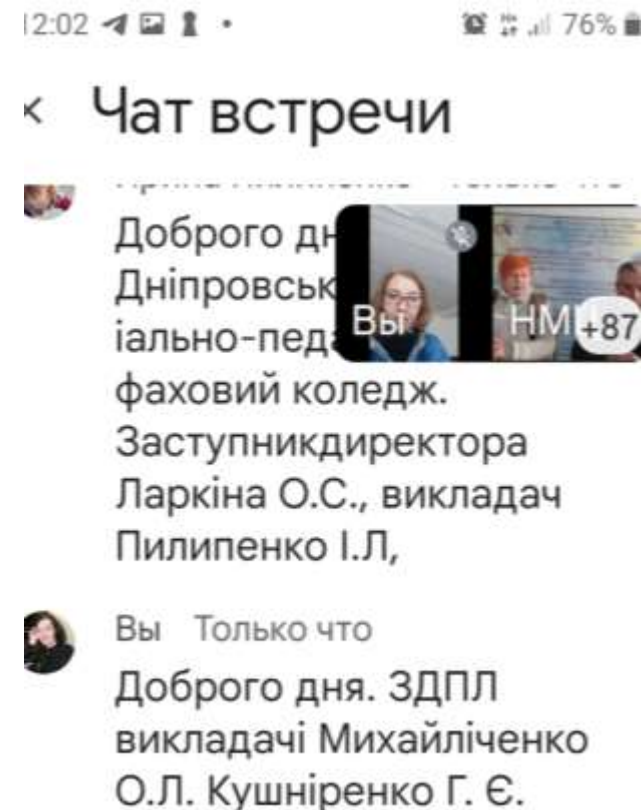 12:02
76%
Чат встречи
Доброго
Дніпровськ
іально-пед
фаховий коледж.
Заступникдиректора
Ларкіна О.С., викладач
Пилипенко І.Л,
Вы
НМ
+87
Вы Только что
Доброго дня. ЗДПЛ
викладачі Михайліченко
О.Л. Кушніренко Г. Є.